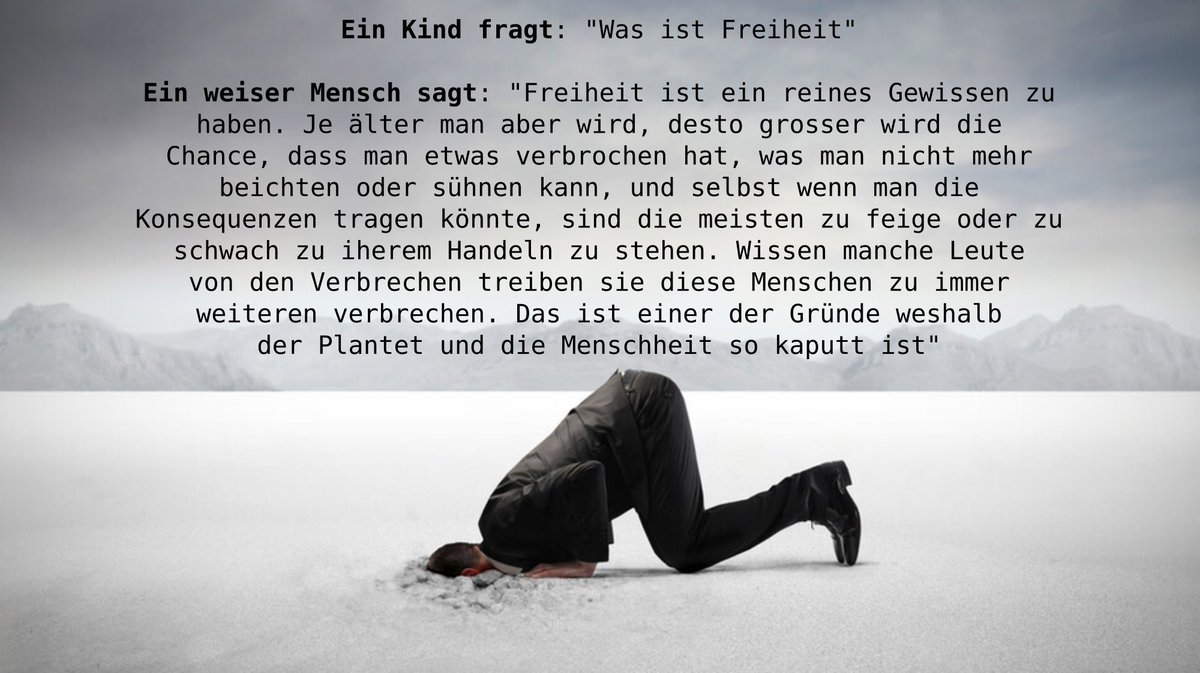 Ein Kind fragt: "Was ist Freiheit"
Ein weiser Mensch sagt: "Freiheit ist ein reines Gewissen zu
haben. Je älter man aber wird, desto grosser wird die
Chance, dass man etwas verbrochen hat, was man nicht mehr
beichten oder sühnen kann, und selbst wenn man die
Konsequenzen tragen könnte, sind die meisten zu feige oder zu
schwach zu iherem Handeln zu stehen. Wissen manche Leute
von den Verbrechen treiben sie diese Menschen zu immer
weiteren verbrechen. Das ist einer der Gründe weshalb
der Plantet und die Menschheit so kaputt ist"